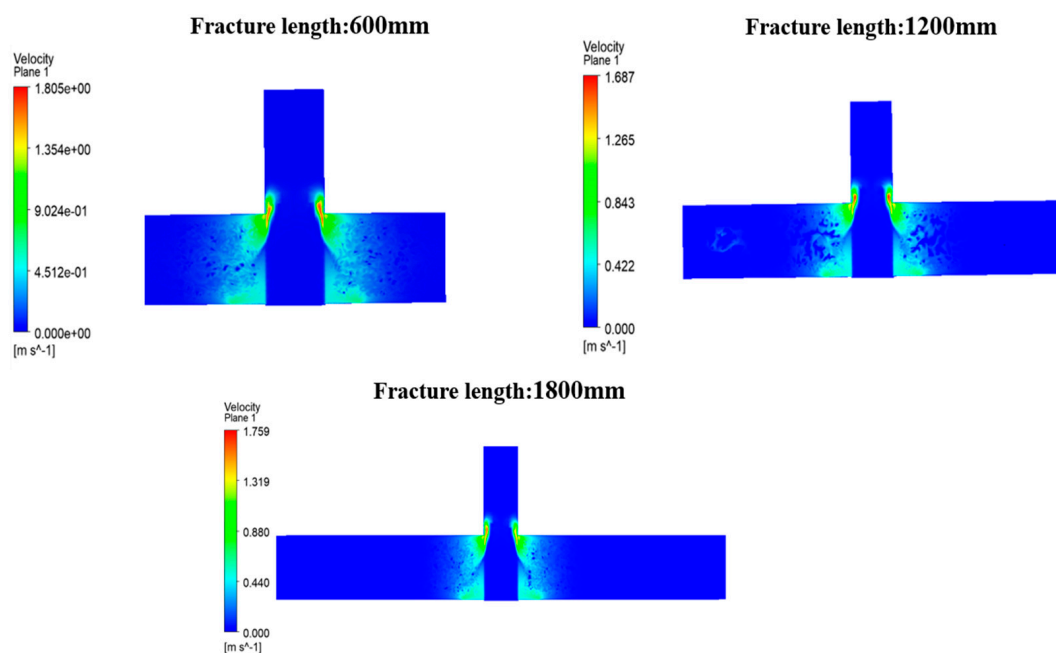 Fracture length:600mm
Velocity
Plane 1
1.805e+00
1.354e+00
9.024e-01
4.512e-01
0.000e+00
[m s^-1]
Fracture length:1200mm
Velocity
Plane 1
1.687
1.265
0.843
0.422
0.000
[m s^-1]
Fracture length:1800mm
Velocity
Plane 1
1.759
1.319
0.880
0.440
0.000
[m s^-1]